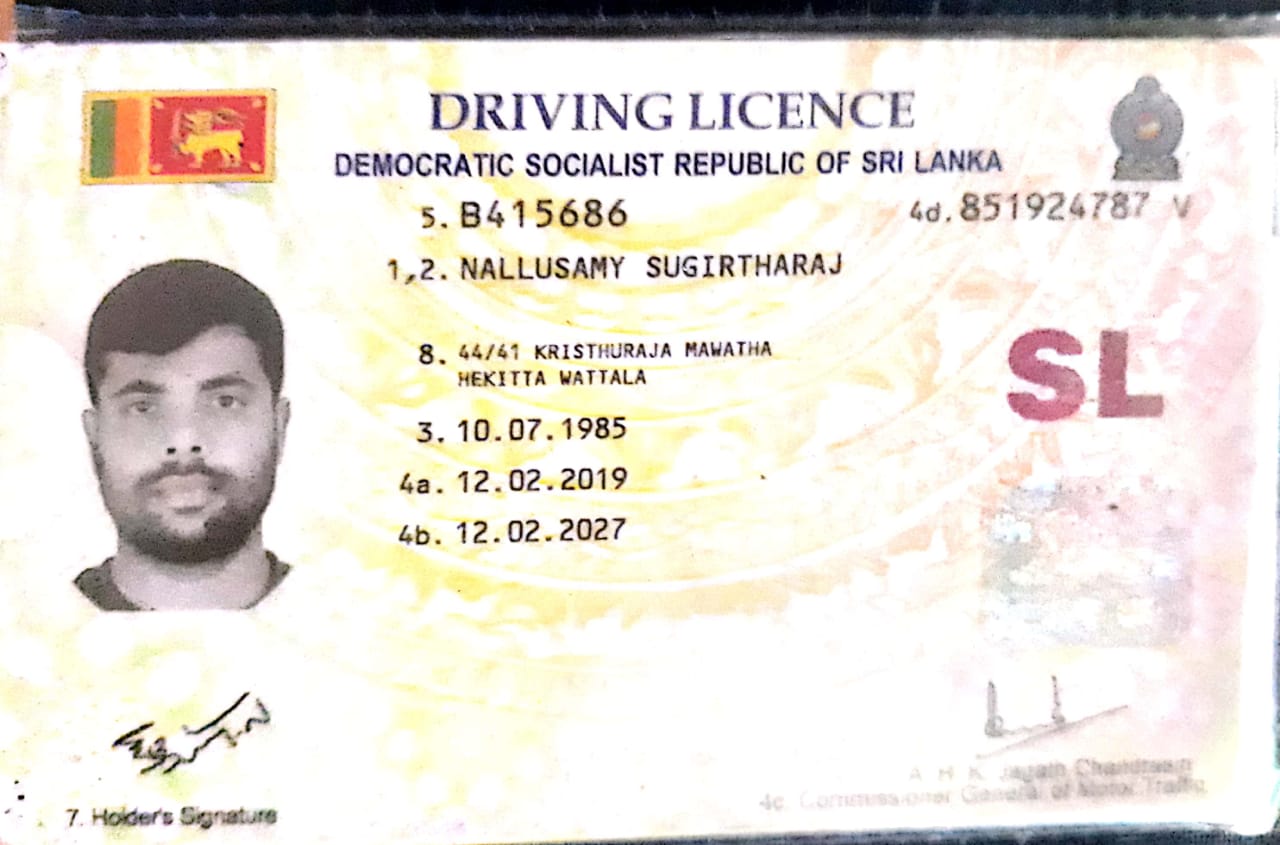 DRIVING LICENCE
DEMOCRATIC SOCIALIST REPUBLIC OF SRI LANKA
5. B415686 4d. 851924787 V
1,2. NALLUSAMY SUGIRTHARAJ
8. 44/41 KRISTHURAJA MAWATHA
HEKITTA WATTALA
SL
3. 10.07.1985
4a. 12.02.2019
4b. 12.02.2027
A H K Jagath
4c. Commissioner General of Motor Traffic
7. Holder's Signature